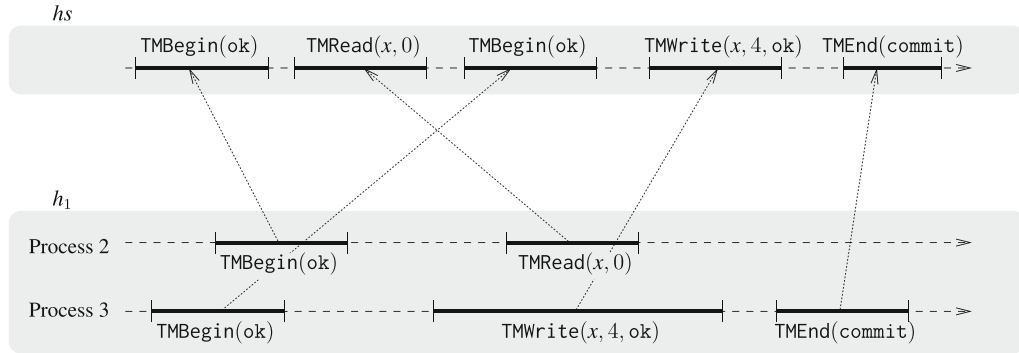 hs
TMBegin(ok) TMRead(x, 0) TMBegin(ok) TMWrite(x, 4, ok) TMEnd(commit)
h₁
Process 2
TMBegin(ok) TMRead(x, 0)
Process 3
TMBegin(ok) TMWrite(x, 4, ok) TMEnd(commit)